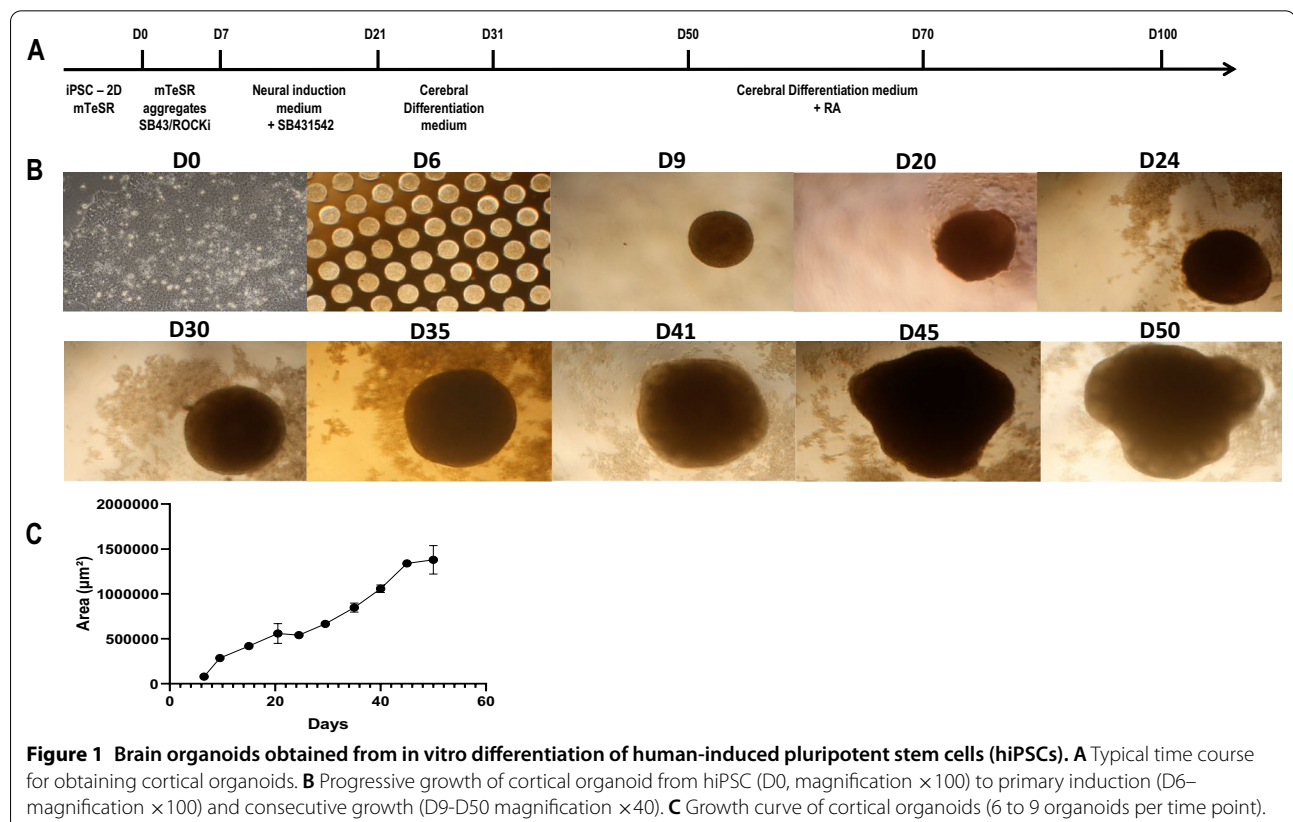 A
D0 D7 D21 D31 D50 D70 D100
iPSC – 2D
mTeSR
mTeSR
aggregates
SB43/ROCKi
Neural induction
medium
+ SB431542
Cerebral
Differentiation
medium
Cerebral Differentiation medium
+ RA
B
D0 D6 D9 D20 D24
D30 D35 D41 D45 D50
C
2000000
1500000
1000000
500000
0
Area (µm²)
0 20 40 60
Days
Figure 1 Brain organoids obtained from in vitro differentiation of human-induced pluripotent stem cells (hiPSCs). A Typical time course
for obtaining cortical organoids. B Progressive growth of cortical organoid from hiPSC (D0, magnification × 100) to primary induction (D6–
magnification × 100) and consecutive growth (D9-D50 magnification × 40). C Growth curve of cortical organoids (6 to 9 organoids per time point).